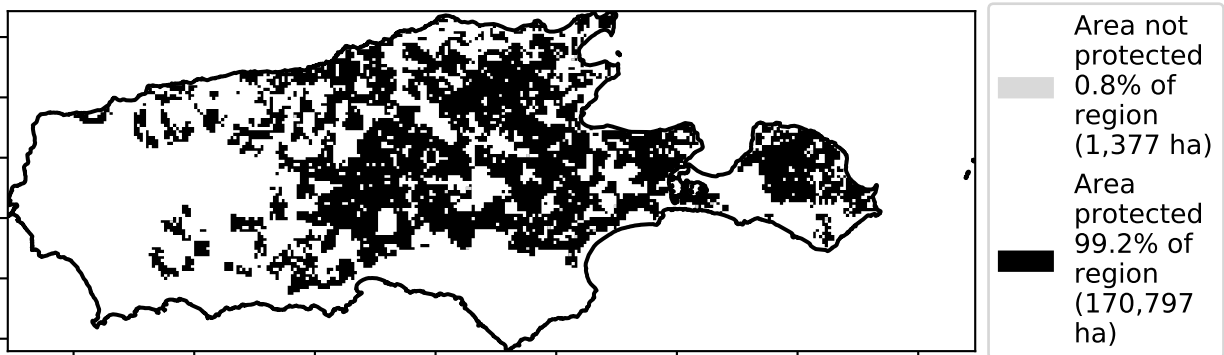 Area not
protected
0.8% of
region
(1,377 ha)
Area
protected
99.2% of
region
(170,797
ha)